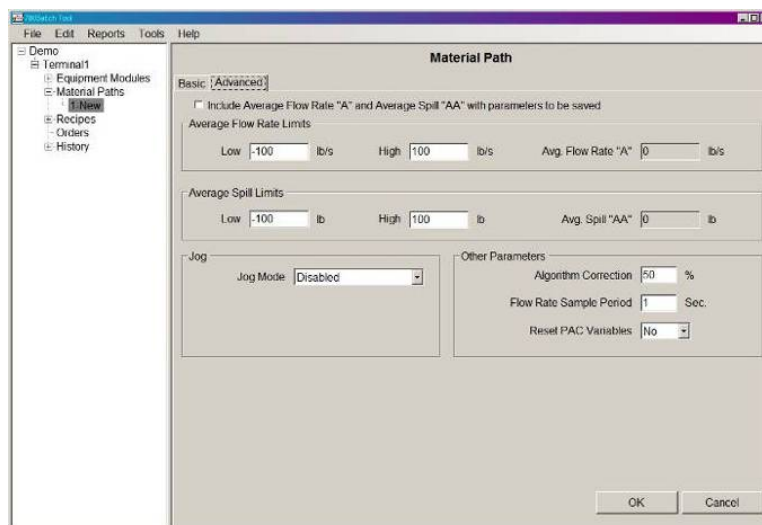 780Batch Tool
File Edit Reports Tools Help
Demo
Terminal1
Equipment Modules
Material Paths
1-New
Recipes
Orders
History
Material Path
Basic Advanced
Include Average Flow Rate "A" and Average Spill "AA" with parameters to be saved
Average Flow Rate Limits
Low -100 lb/s High 100 lb/s Avg. Flow Rate "A" 0 lb/s
Average Spill Limits
Low -100 lb High 100 lb Avg. Spill "AA" 0 lb
Jog
Jog Mode Disabled
Other Parameters
Algorithm Correction 50 %
Flow Rate Sample Period 1 Sec.
Reset PAC Variables No
OK Cancel